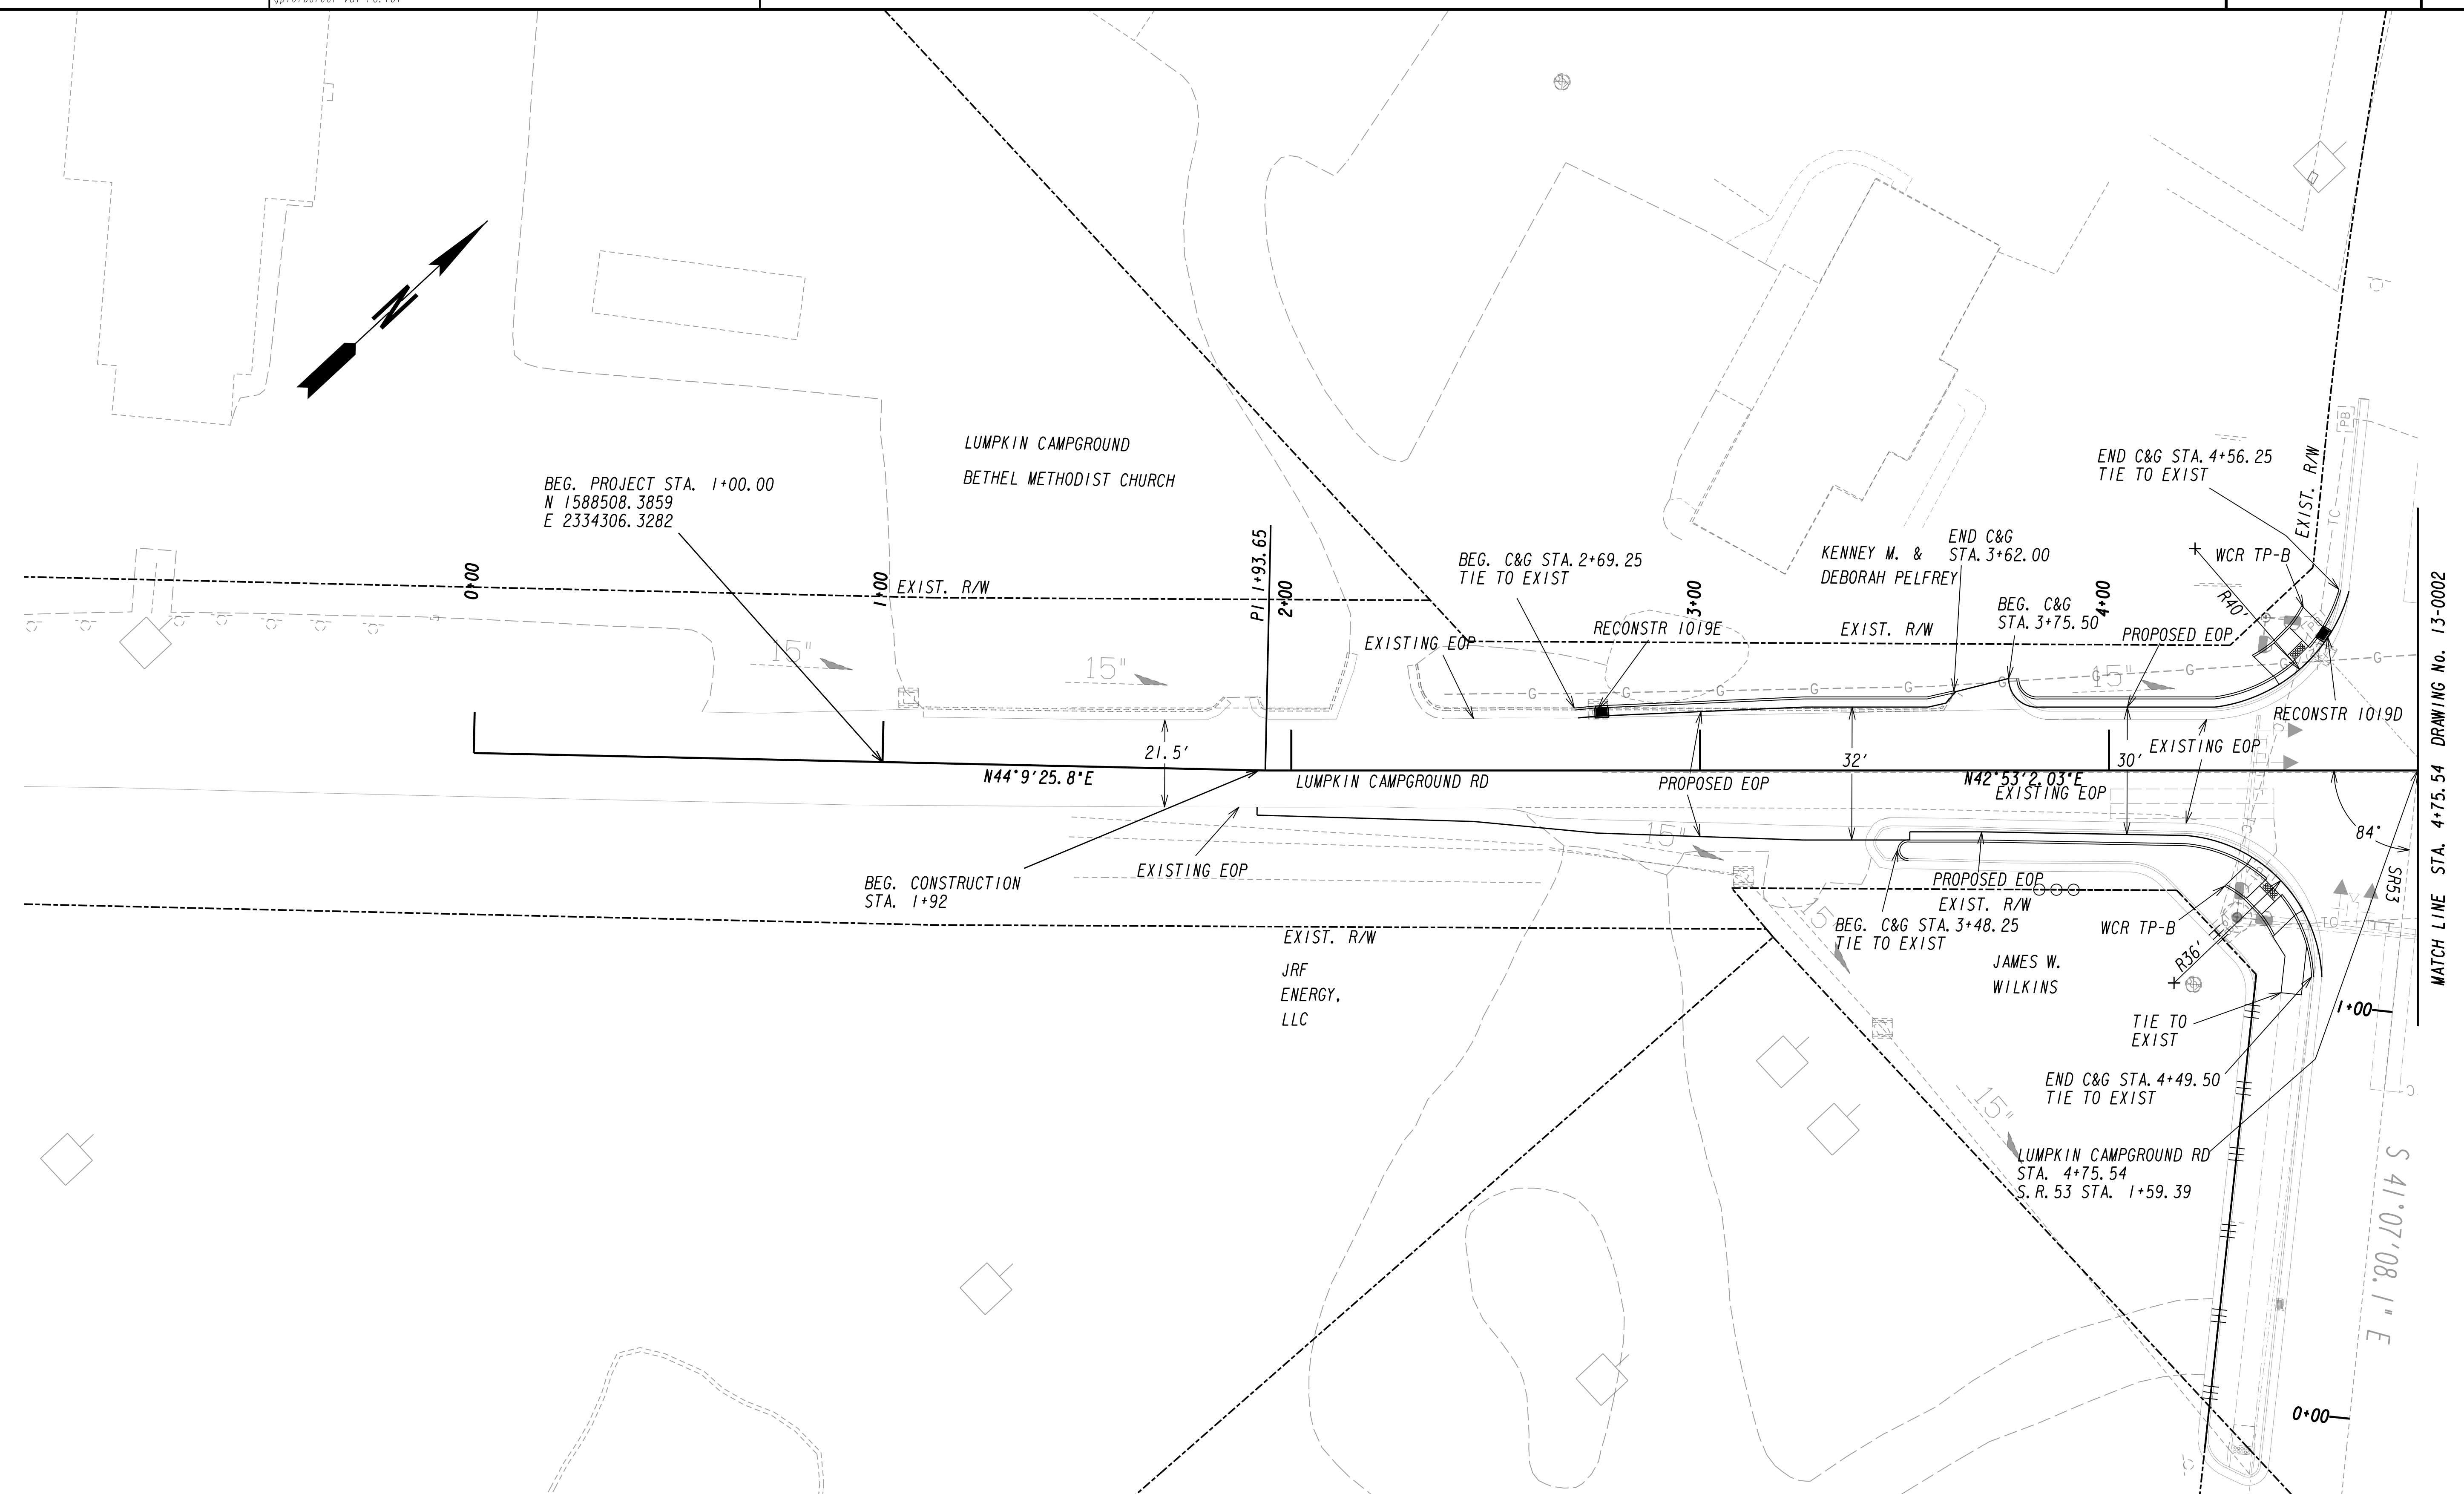 N
LUMPKIN CAMPGROUND
BETHEL METHODIST CHURCH
BEG. PROJECT STA. 1+00.00
N 1588508.3859
E 2334306.3282
0+00
1+00
EXIST. R/W
PI 1+93.65
2+00
BEG. C&G STA.2+69.25
TIE TO EXIST
KENNEY M. &
DEBORAH PELFREY
END C&G
STA.3+62.00
END C&G STA.4+56.25
TIE TO EXIST
EXIST. R/W
PB
TC
WCR TP-B
R40'
3+00
4+00
BEG. C&G
STA.3+75.50
EXISTING EOP
RECONSTR 1019E
EXIST. R/W
PROPOSED EOP
15"
15"
G G G G G G G G G G
15"
RECONSTR 1019D
21.5'
32'
30'
EXISTING EOP
N44°9'25.8"E
LUMPKIN CAMPGROUND RD
PROPOSED EOP
N42°53'2.03"E
EXISTING EOP
84°
SR53
MATCH LINE STA. 4+75.54 DRAWING No. 13-0002
15"
EXISTING EOP
BEG. CONSTRUCTION
STA. 1+92
PROPOSED EOP
EXIST. R/W
15"
BEG. C&G STA.3+48.25
TIE TO EXIST
WCR TP-B
TC
R36'
EXIST. R/W
JRF
ENERGY,
LLC
JAMES W.
WILKINS
1+00
TIE TO
EXIST
END C&G STA.4+49.50
TIE TO EXIST
15"
LUMPKIN CAMPGROUND RD
STA. 4+75.54
S.R.53 STA. 1+59.39
S 41°07'08.1" E
0+00